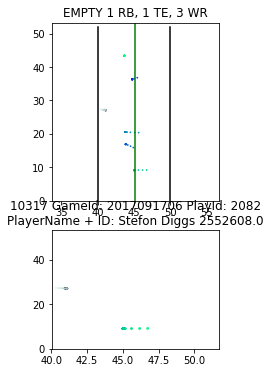 EMPTY 1 RB, 1 TE, 3 WR
50
40
30
20
10
0
35 40 45 50 55
10317 GameId: 2017091706 PlayId: 2082
PlayerName + ID: Stefon Diggs 2552608.0
40
20
0
40.0 42.5 45.0 47.5 50.0